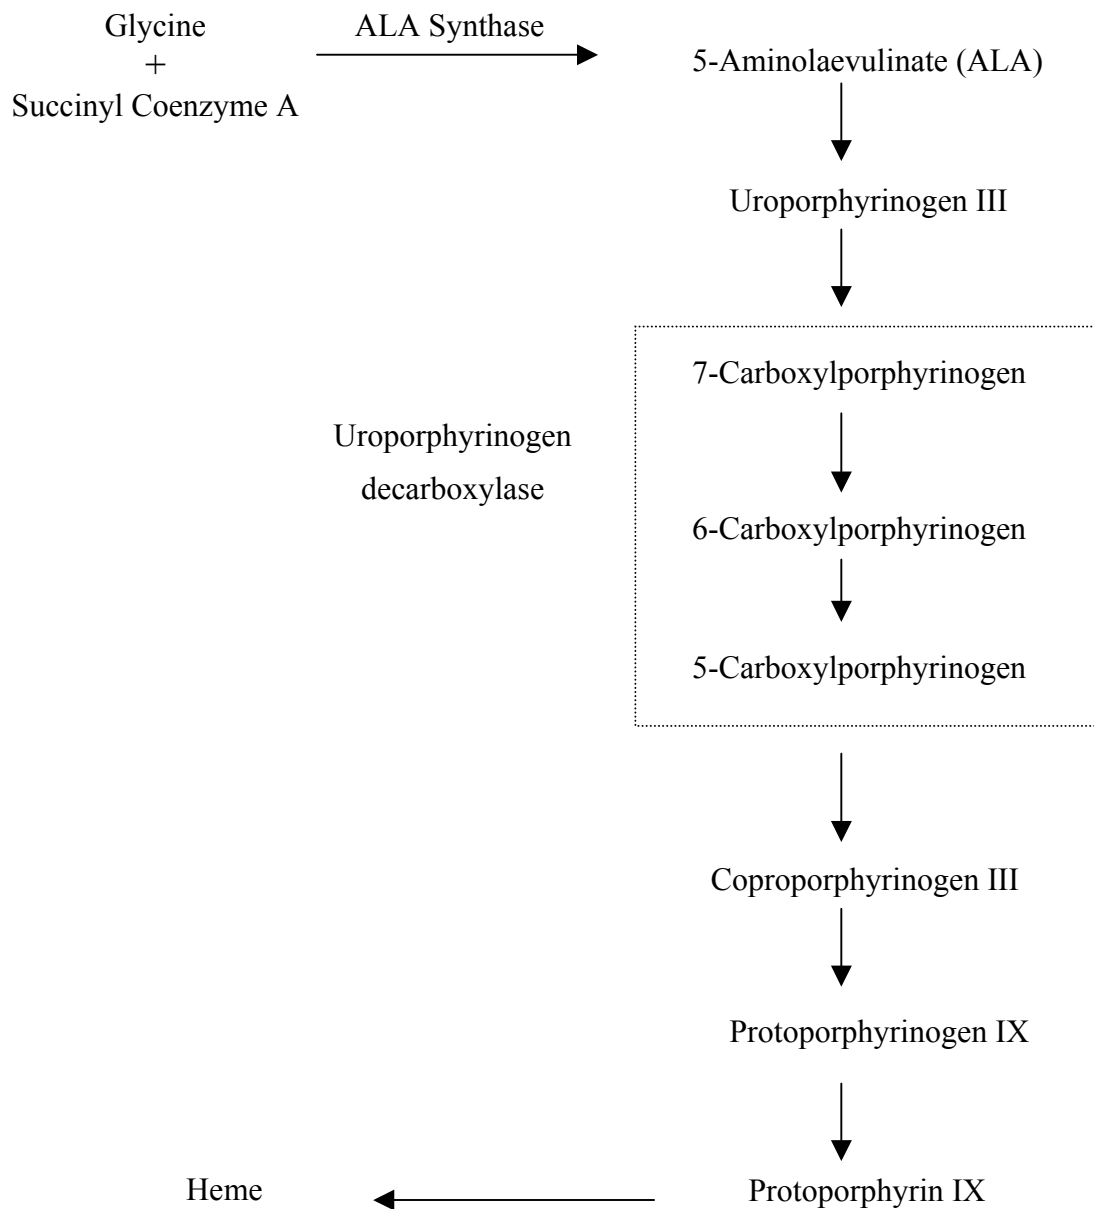 Glycine
+
Succinyl Coenzyme A
ALA Synthase
5-Aminolaevulinate (ALA)
Uroporphyrinogen III
7-Carboxylporphyrinogen
Uroporphyrinogen
decarboxylase
6-Carboxylporphyrinogen
5-Carboxylporphyrinogen
Coproporphyrinogen III
Protoporphyrinogen IX
Protoporphyrin IX
Heme